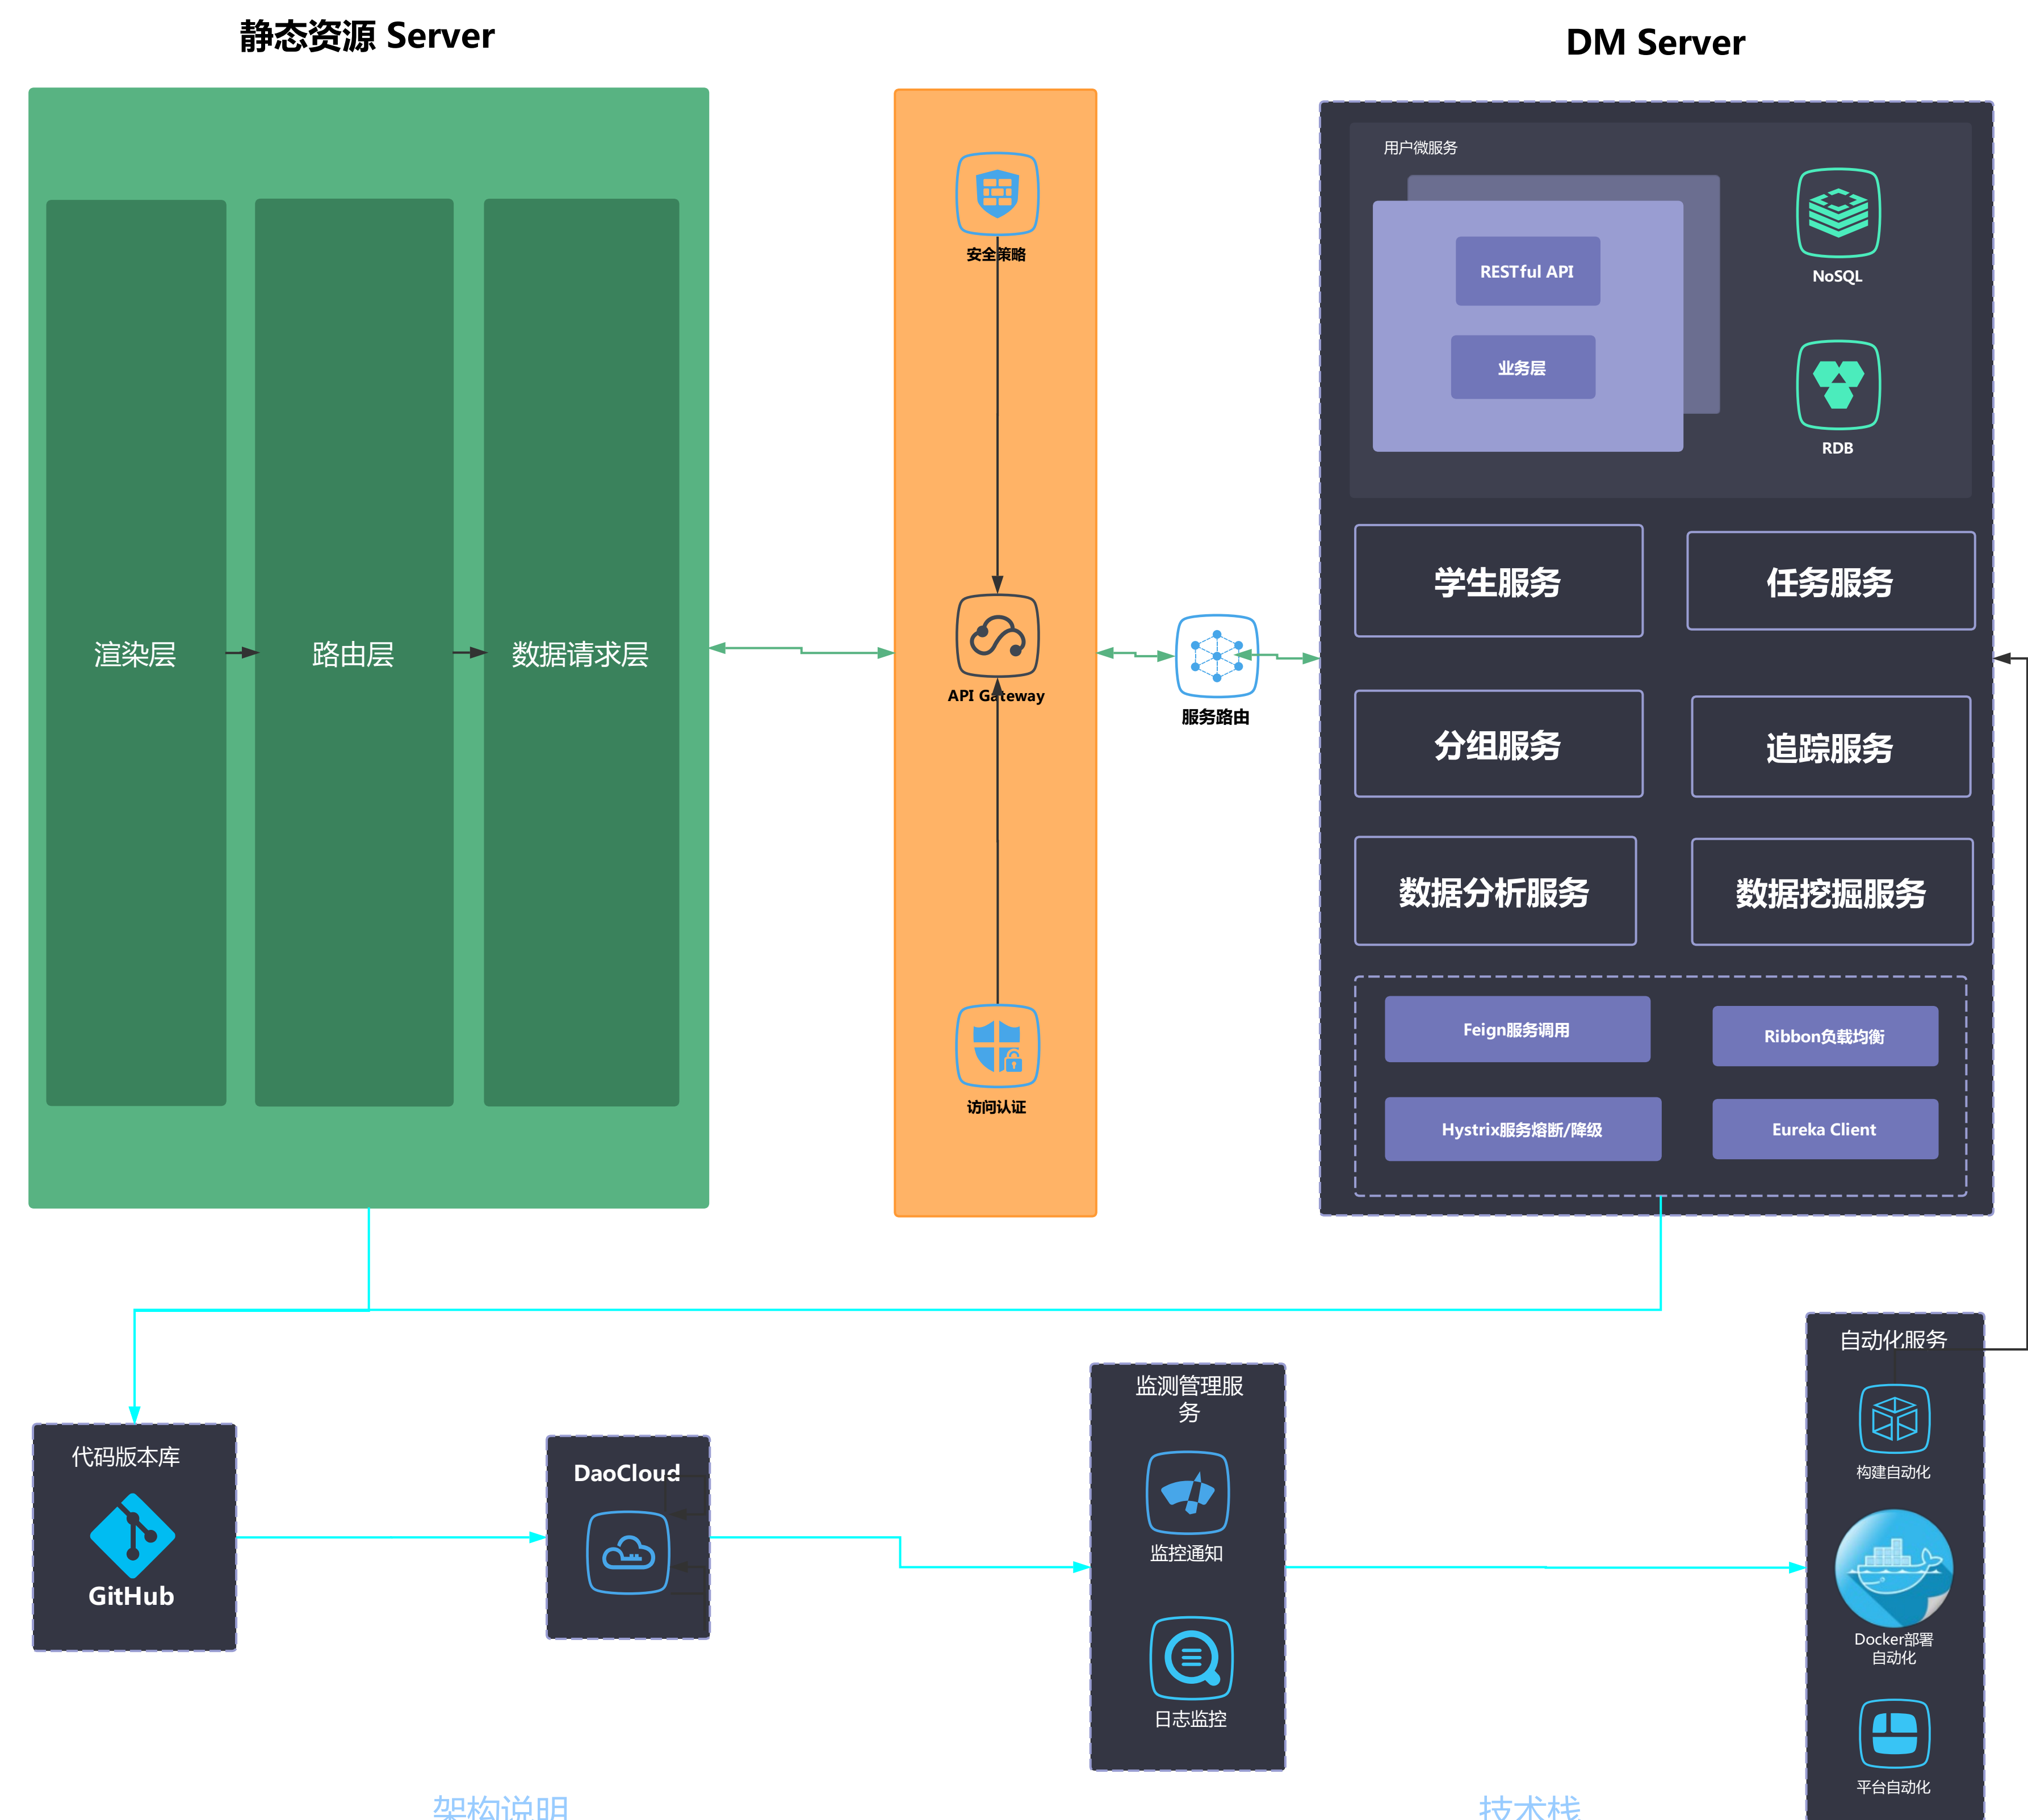 静态资源 Server
DM Server
用户微服务
RESTful API
业务层
NoSQL
RDB
安全策略
学生服务
任务服务
渲染层
路由层
数据请求层
API Gateway
服务路由
分组服务
追踪服务
数据分析服务
数据挖掘服务
Feign服务调用
Ribbon负载均衡
访问认证
Hystrix服务熔断/降级
Eureka Client
自动化服务
监测管理服
务
代码版本库
DaoCloud
构建自动化
监控通知
GitHub
Docker部署
自动化
日志监控
平台自动化
架构说明
技术栈